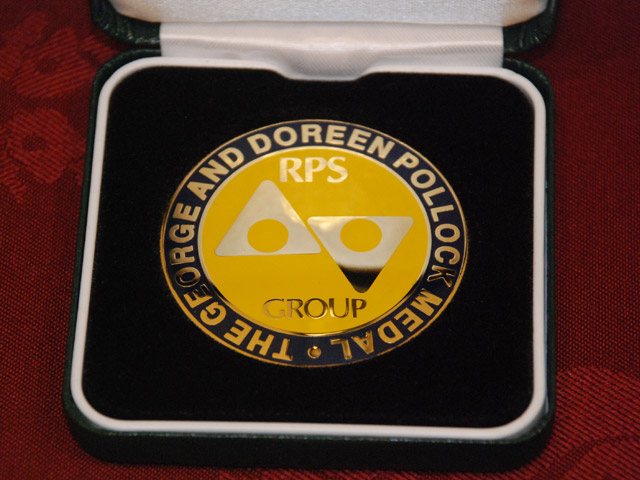 THE GEORGE AND DOREEN POLLOCK MEDAL •
RPS
GROUP